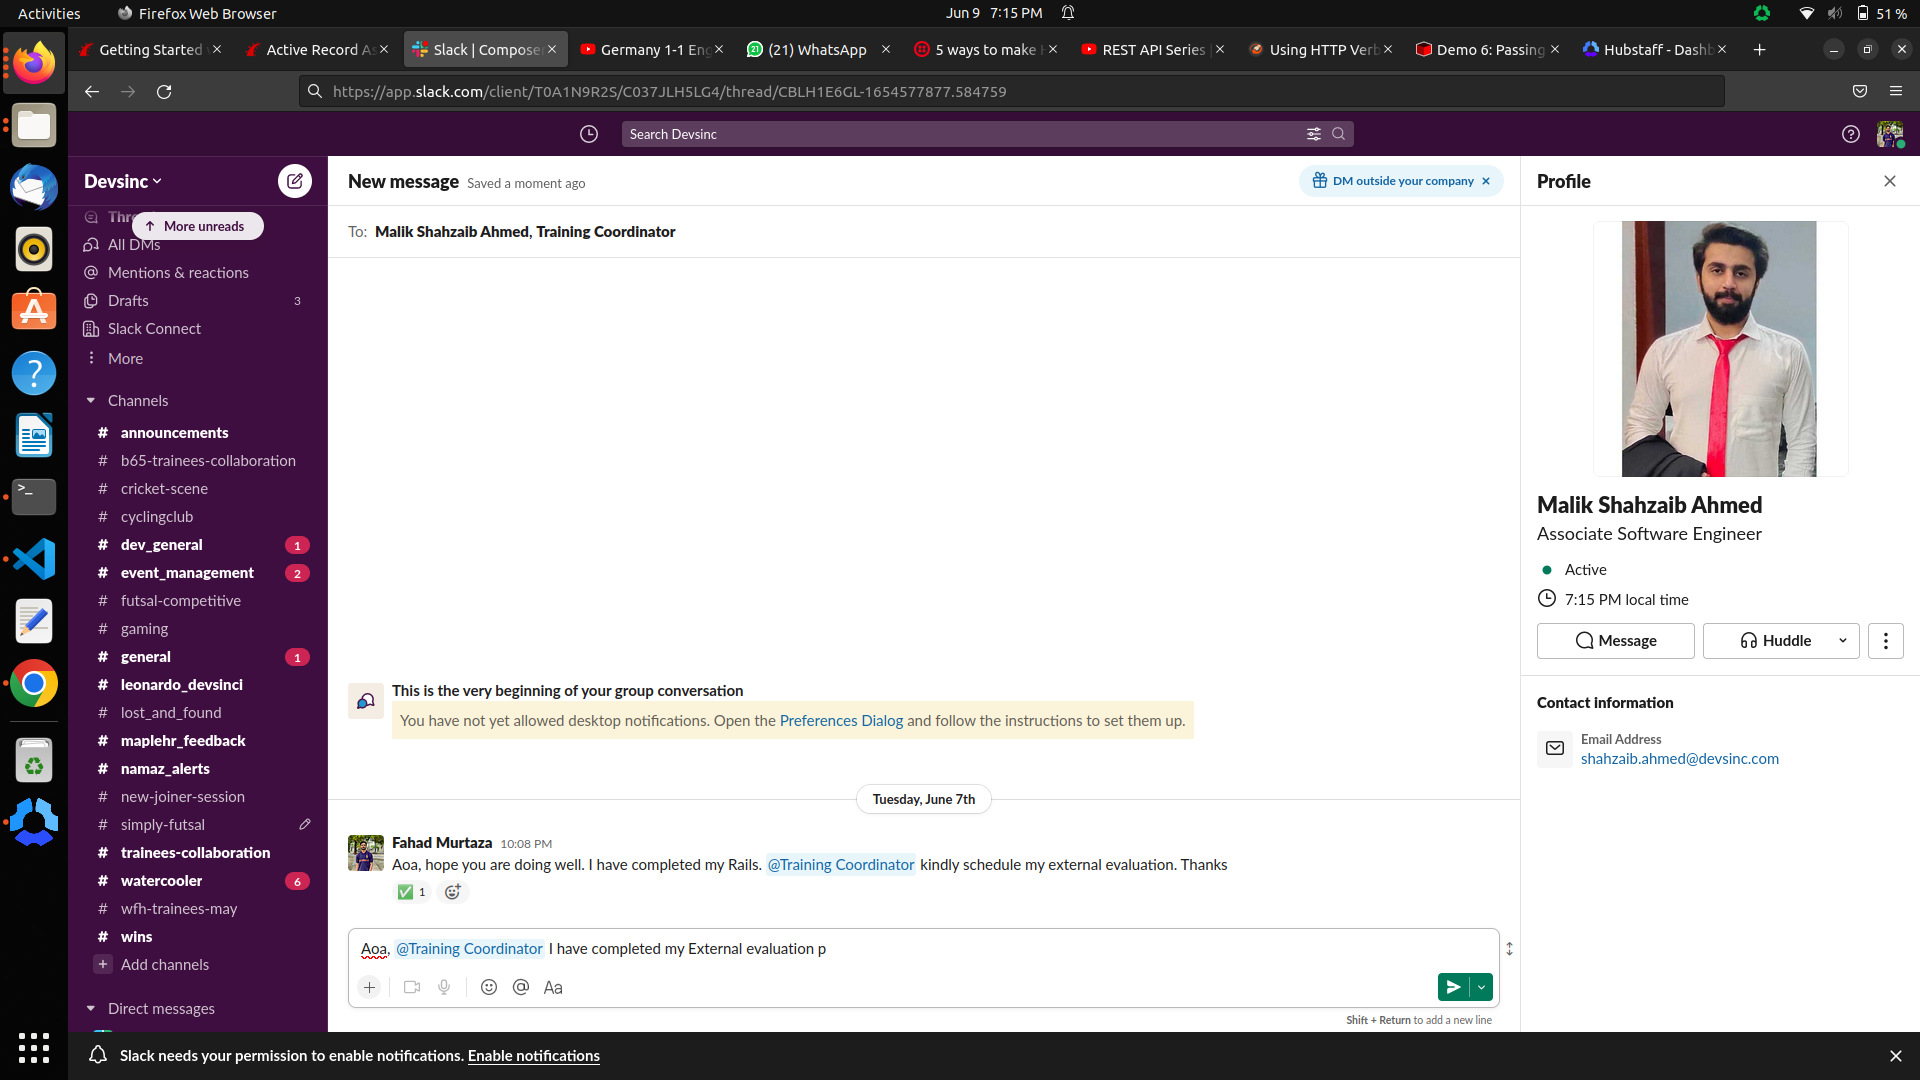 Activities
Firefox Web Browser
Jun 9 7:15 PM
51 %
Getting Started
Active Record As
Slack | Composer
Germany 1-1 Eng
(21) WhatsApp
5 ways to make
REST API Series |
Using HTTP Verb
Demo 6: Passing
Hubstaff - Dashb
https://app.slack.com/client/T0A1N9R2S/C037JLH5LG4/thread/CBLH1E6GL-1654577877.584759
Search Devsinc
Devsinc
More unreads
All DMs
Mentions & reactions
Drafts 3
Slack Connect
More
Channels
# announcements
# b65-trainees-collaboration
# cricket-scene
# cyclingclub
# dev_general 1
# event_management 2
# futsal-competitive
# gaming
# general 1
# leonardo_devsinci
# lost_and_found
# maplehr_feedback
# namaz_alerts
# new-joiner-session
# simply-futsal
# trainees-collaboration
# watercooler 6
# wfh-trainees-may
# wins
+ Add channels
Direct messages
New message Saved a moment ago
DM outside your company
To: Malik Shahzaib Ahmed, Training Coordinator
This is the very beginning of your group conversation
You have not yet allowed desktop notifications. Open the Preferences Dialog and follow the instructions to set them up.
Tuesday, June 7th
Fahad Murtaza 10:08 PM
Aoa, hope you are doing well. I have completed my Rails. @Training Coordinator kindly schedule my external evaluation. Thanks
1
Aoa, @Training Coordinator I have completed my External evaluation p
Aa
Shift + Return to add a new line
Profile
Malik Shahzaib Ahmed
Associate Software Engineer
Active
7:15 PM local time
Message
Huddle
Contact information
Email Address
shahzaib.ahmed@devsinc.com
Slack needs your permission to enable notifications. Enable notifications